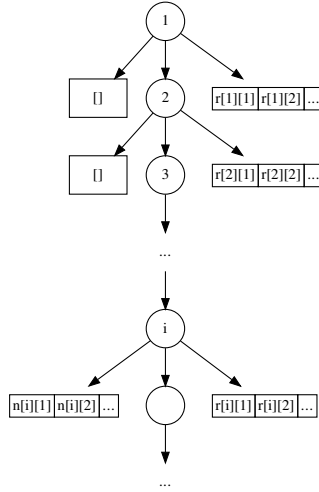 1
[] 2 r[1][1] r[1][2] ...
[] 3 r[2][1] r[2][2] ...
...
i
n[i][1] n[i][2] ... r[i][1] r[i][2] ...
...